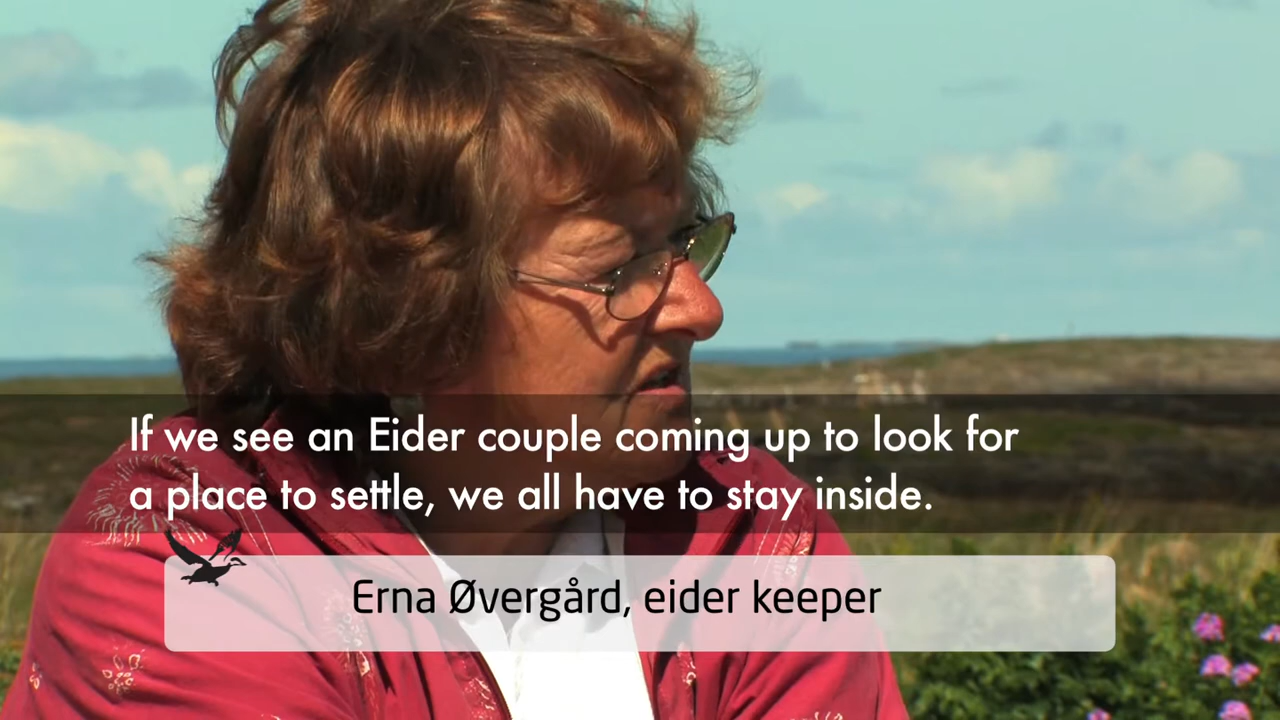 If we see an Eider couple coming up to look for
a place to settle, we all have to stay inside.
Erna Øvergård, eider keeper